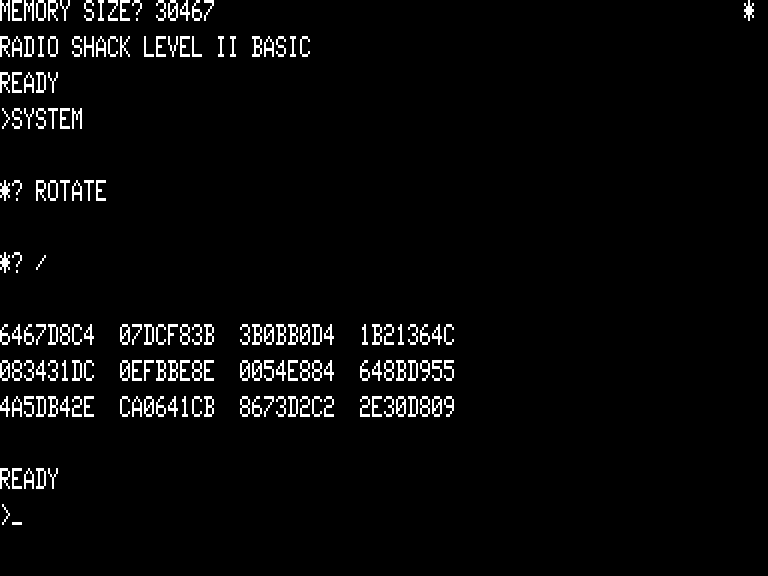 MEMORY SIZE? 30467 *
RADIO SHACK LEVEL II BASIC
READY
>SYSTEM
*? ROTATE
*? /
6467D8C4 07DCF83B 3B0BB0D4 1B21364C
083431DC 0EFBBE8E 0054E884 648BD955
4A5DB42E CA0641CB 8673D2C2 2E30D809
READY
>_